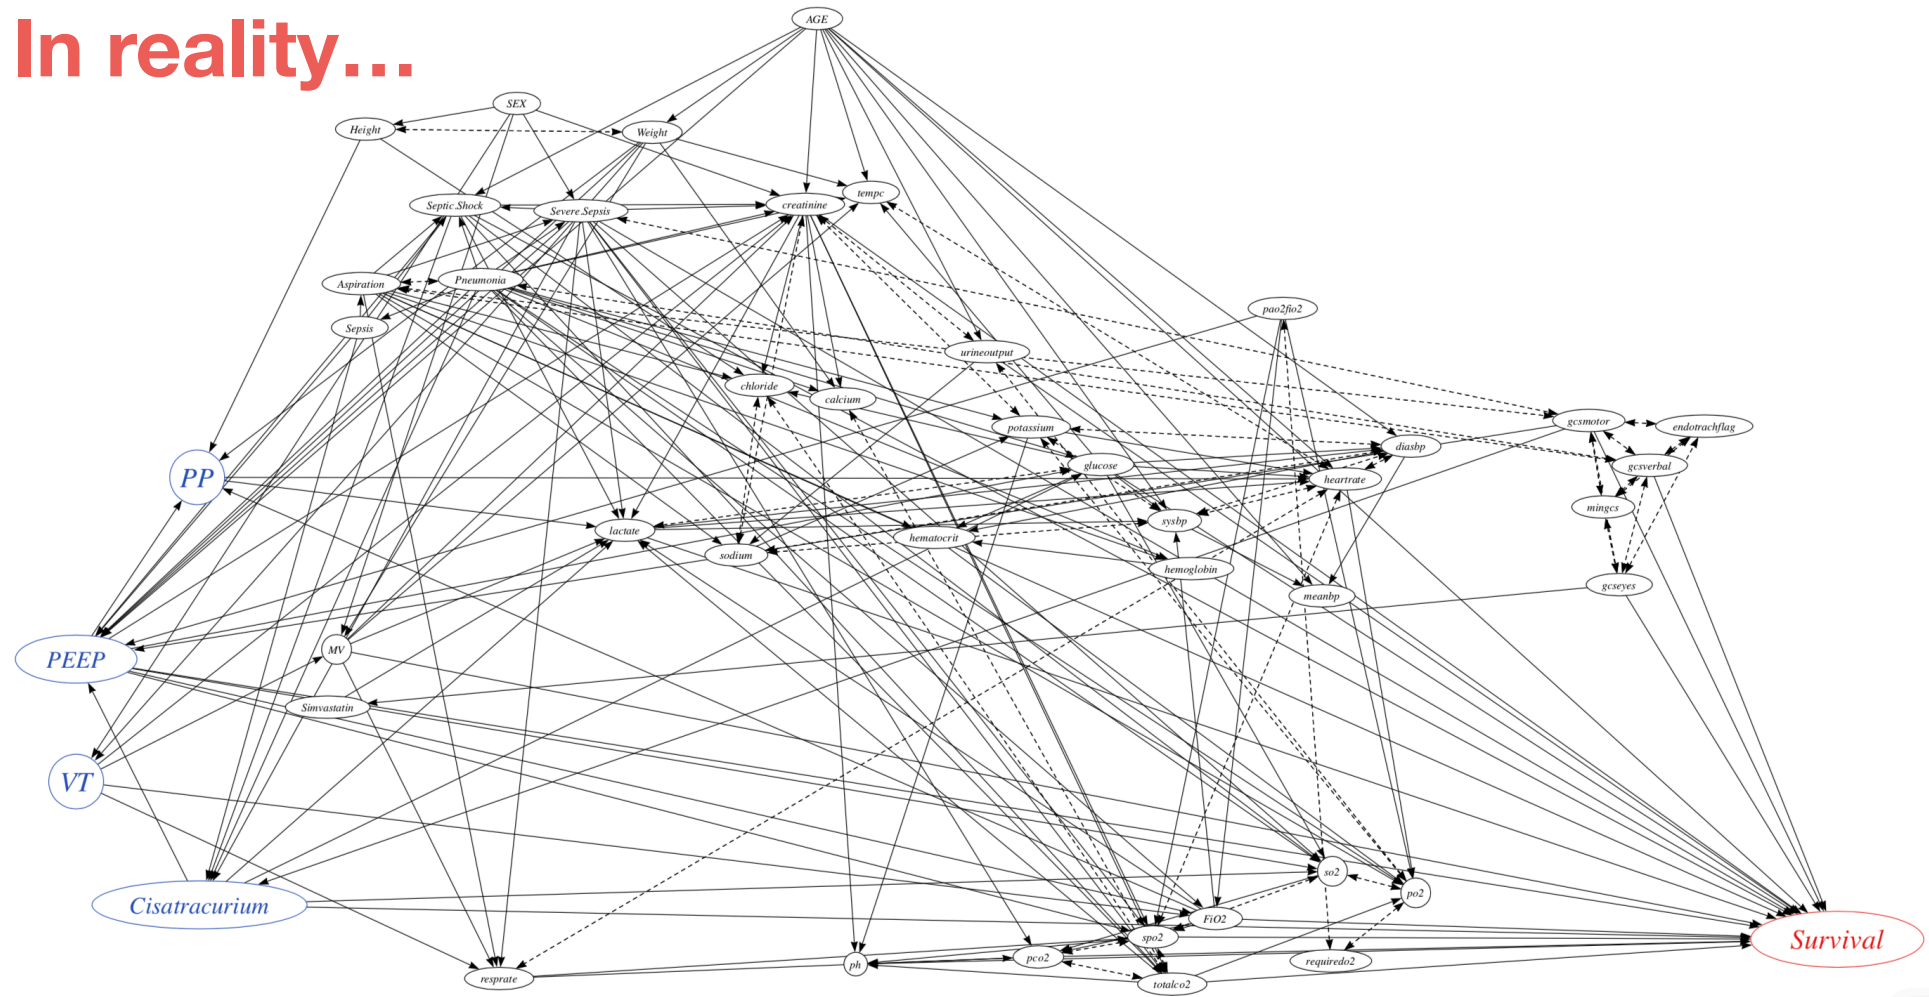 In reality...
AGE
SEX
Height
Weight
tempc
Septic.Shock
Severe.Sepsis
creatinine
Aspiration
Pneumonia
Sepsis
pao2fio2
urineoutput
chloride
calcium
potassium
gcsmotor
endotrachflag
diasbp
glucose
gcsverbal
PP
heartrate
mingcs
lactate
sysbp
hematocrit
sodium
hemoglobin
gcseyes
meanbp
PEEP
MV
Simvastatin
VT
so2
po2
Cisatracurium
FiO2
spo2
Survival
pco2
ph
requiredo2
resprate
totalco2